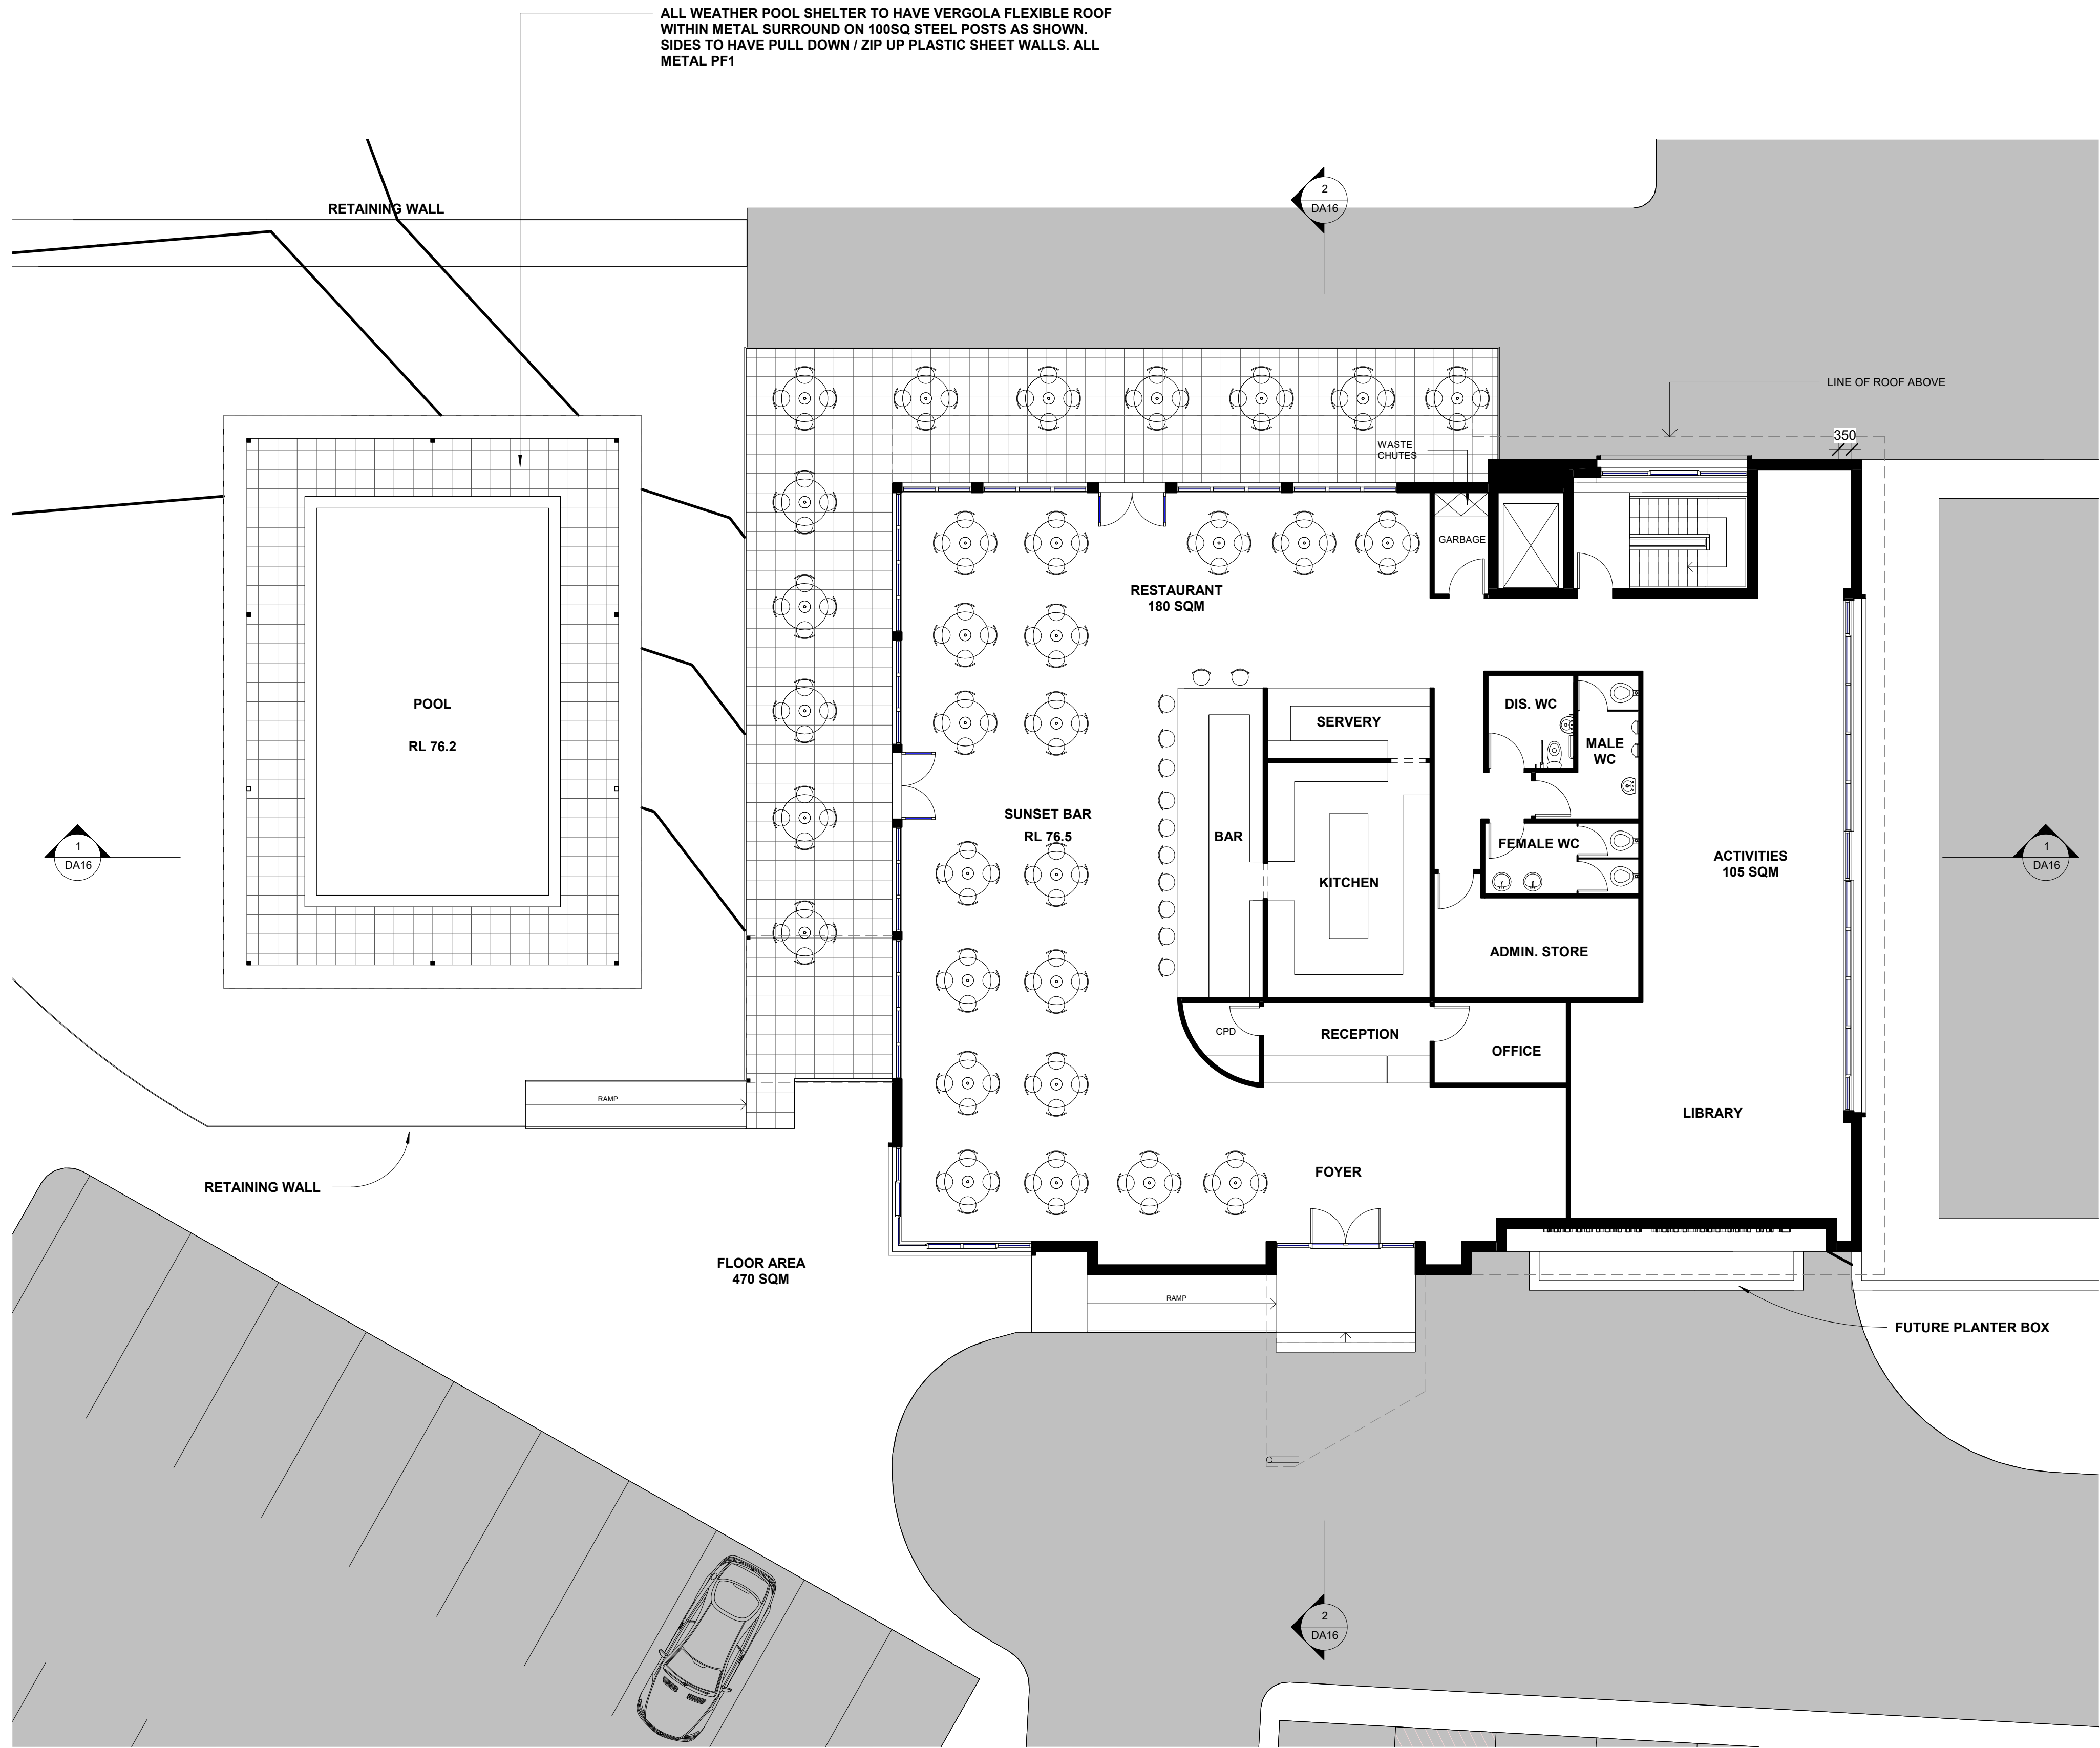 ALL WEATHER POOL SHELTER TO HAVE VERGOLA FLEXIBLE ROOF
WITHIN METAL SURROUND ON 100SQ STEEL POSTS AS SHOWN.
SIDES TO HAVE PULL DOWN / ZIP UP PLASTIC SHEET WALLS. ALL
METAL PF1
RETAINING WALL
2
DA16
LINE OF ROOF ABOVE
350
WASTE
CHUTES
GARBAGE
RESTAURANT
180 SQM
POOL
RL 76.2
SERVERY
DIS. WC
MALE
WC
SUNSET BAR
RL 76.5
BAR
KITCHEN
FEMALE WC
ACTIVITIES
105 SQM
1
DA16
1
DA16
ADMIN. STORE
CPD
RECEPTION
OFFICE
RAMP
LIBRARY
RETAINING WALL
FOYER
FLOOR AREA
470 SQM
RAMP
FUTURE PLANTER BOX
2
DA16